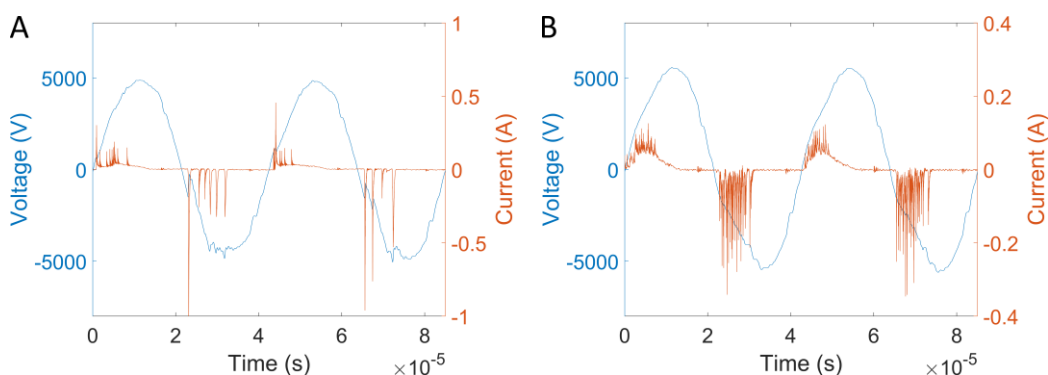 A
Voltage (V)
5000
0
-5000
1
0.5
0
-0.5
-1
Current (A)
0 2 4 6 8
Time (s)
×10⁻⁵
B
Voltage (V)
5000
0
-5000
0.4
0.2
0
-0.2
-0.4
Current (A)
0 2 4 6 8
Time (s)
×10⁻⁵